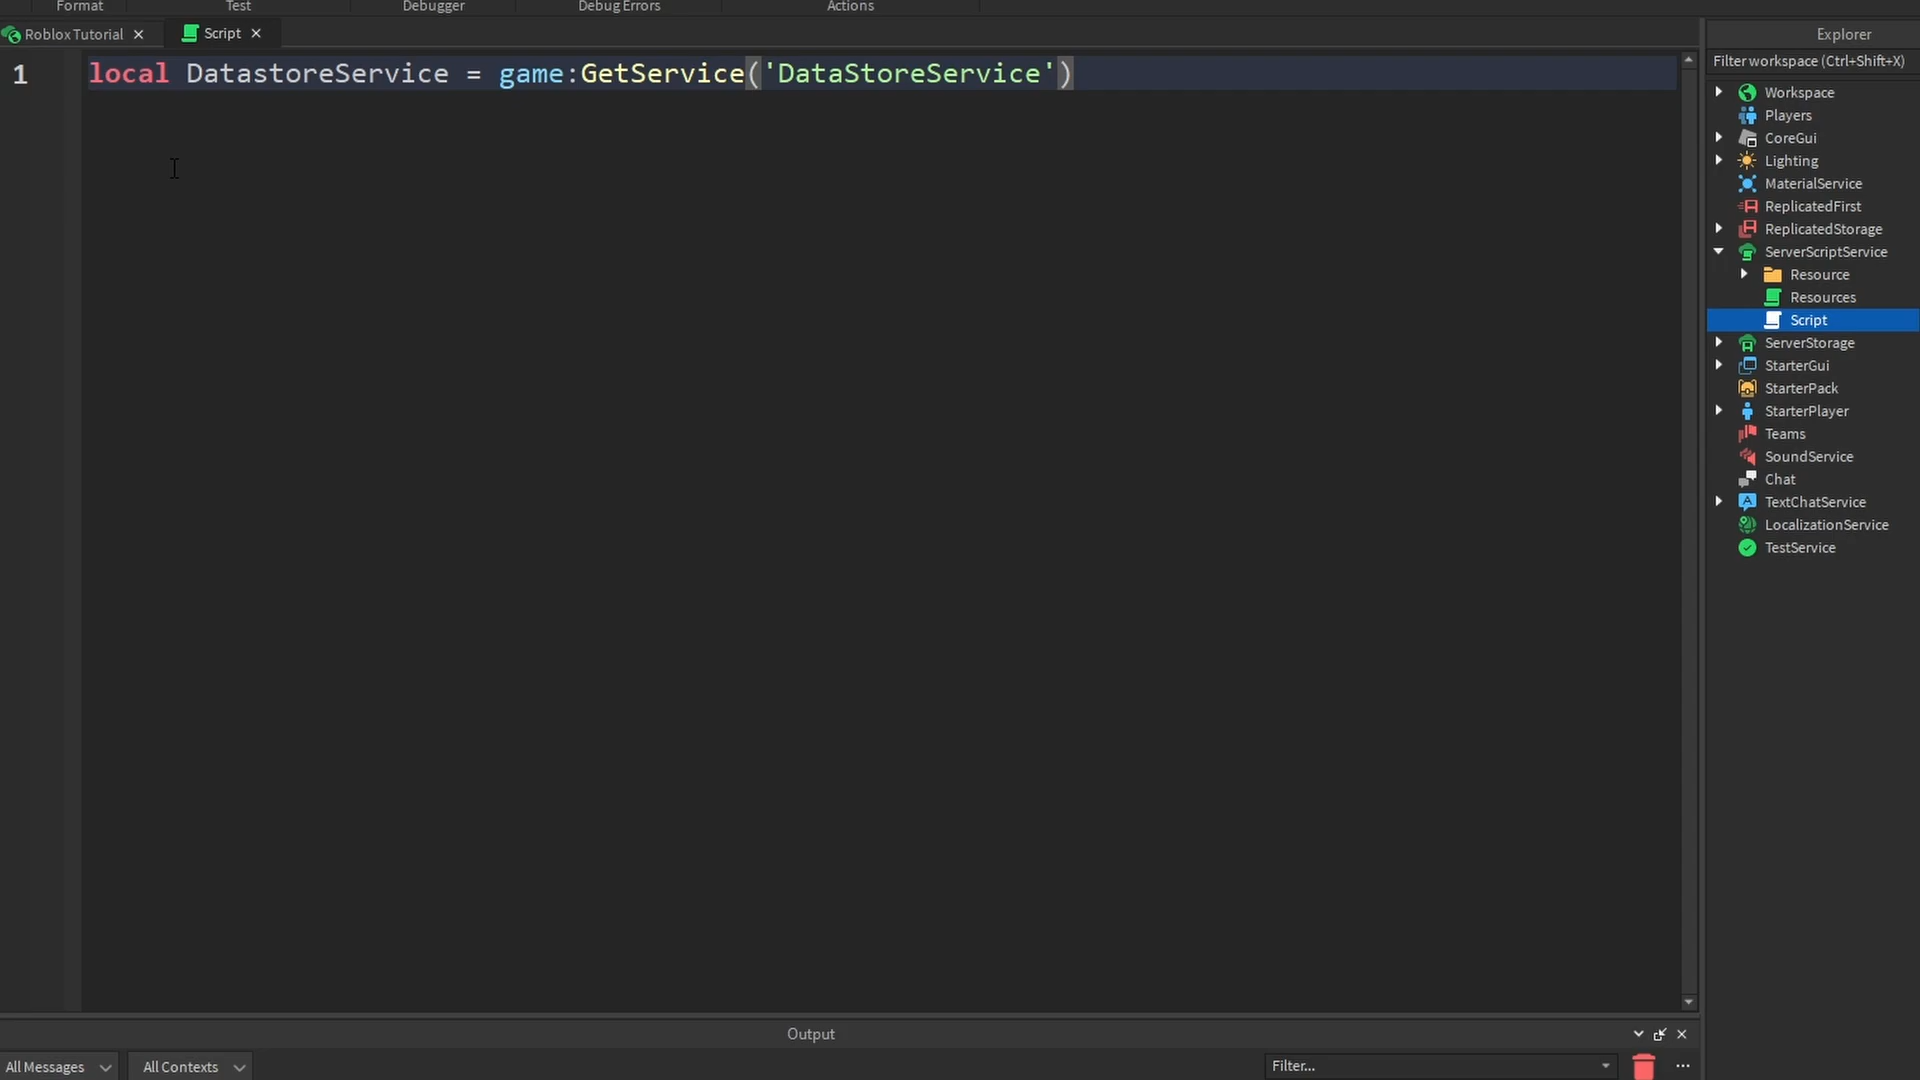 Format Test Debugger Debug Errors Actions
Roblox Tutorial Script
Explorer
Filter workspace (Ctrl+Shift+X)
1 local DatastoreService = game:GetService('DataStoreService')
Workspace
Players
CoreGui
Lighting
MaterialService
ReplicatedFirst
ReplicatedStorage
ServerScriptService
Resource
Resources
Script
ServerStorage
StarterGui
StarterPack
StarterPlayer
Teams
SoundService
Chat
TextChatService
LocalizationService
TestService
Output
All Messages All Contexts Filter...